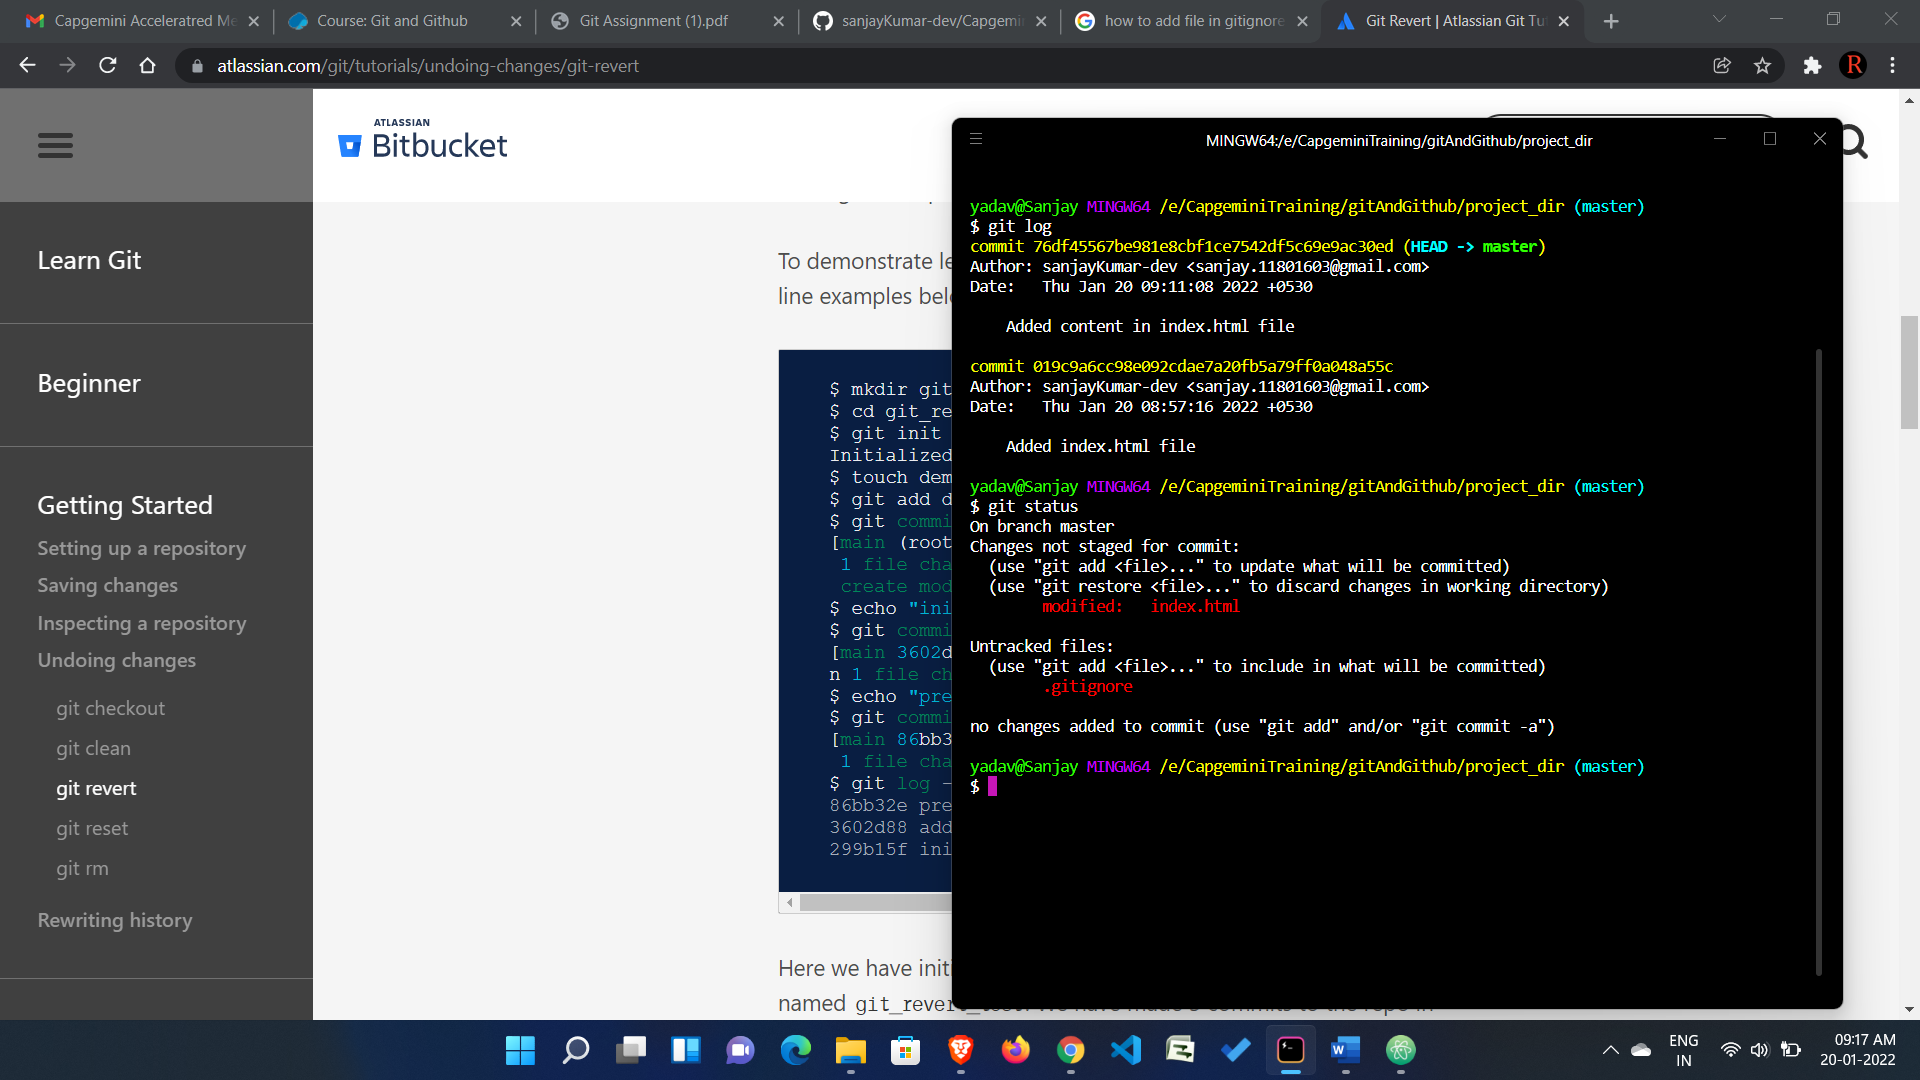 Capgemini Acceleratred Me
Course: Git and Github
Git Assignment (1).pdf
sanjayKumar-dev/Capgemin
how to add file in gitignore
Git Revert | Atlassian Git Tut
atlassian.com/git/tutorials/undoing-changes/git-revert
R
ATLASSIAN
Bitbucket
Learn Git
Beginner
Getting Started
Setting up a repository
Saving changes
Inspecting a repository
Undoing changes
git checkout
git clean
git revert
git reset
git rm
Rewriting history
To demonstrate le
line examples bel
$ mkdir git
$ cd git_re
$ git init
Initialized
$ touch dem
$ git add d
$ git commi
[main (root
1 file cha
create mod
$ echo "ini
$ git commi
[main 3602d
n 1 file ch
$ echo "pre
$ git commi
[main 86bb3
1 file cha
$ git log -
86bb32e pre
3602d88 add
299b15f ini
Here we have init
named git_rever
MINGW64:/e/CapgeminiTraining/gitAndGithub/project_dir
yadav@Sanjay MINGW64 /e/CapgeminiTraining/gitAndGithub/project_dir (master)
$ git log
commit 76df45567be981e8cbf1ce7542df5c69e9ac30ed (HEAD -> master)
Author: sanjayKumar-dev <sanjay.11801603@gmail.com>
Date:   Thu Jan 20 09:11:08 2022 +0530
Added content in index.html file
commit 019c9a6cc98e092cdae7a20fb5a79ff0a048a55c
Author: sanjayKumar-dev <sanjay.11801603@gmail.com>
Date:   Thu Jan 20 08:57:16 2022 +0530
Added index.html file
yadav@Sanjay MINGW64 /e/CapgeminiTraining/gitAndGithub/project_dir (master)
$ git status
On branch master
Changes not staged for commit:
(use "git add <file>..." to update what will be committed)
(use "git restore <file>..." to discard changes in working directory)
modified:   index.html
Untracked files:
(use "git add <file>..." to include in what will be committed)
.gitignore
no changes added to commit (use "git add" and/or "git commit -a")
yadav@Sanjay MINGW64 /e/CapgeminiTraining/gitAndGithub/project_dir (master)
$
ENG
IN
09:17 AM
20-01-2022